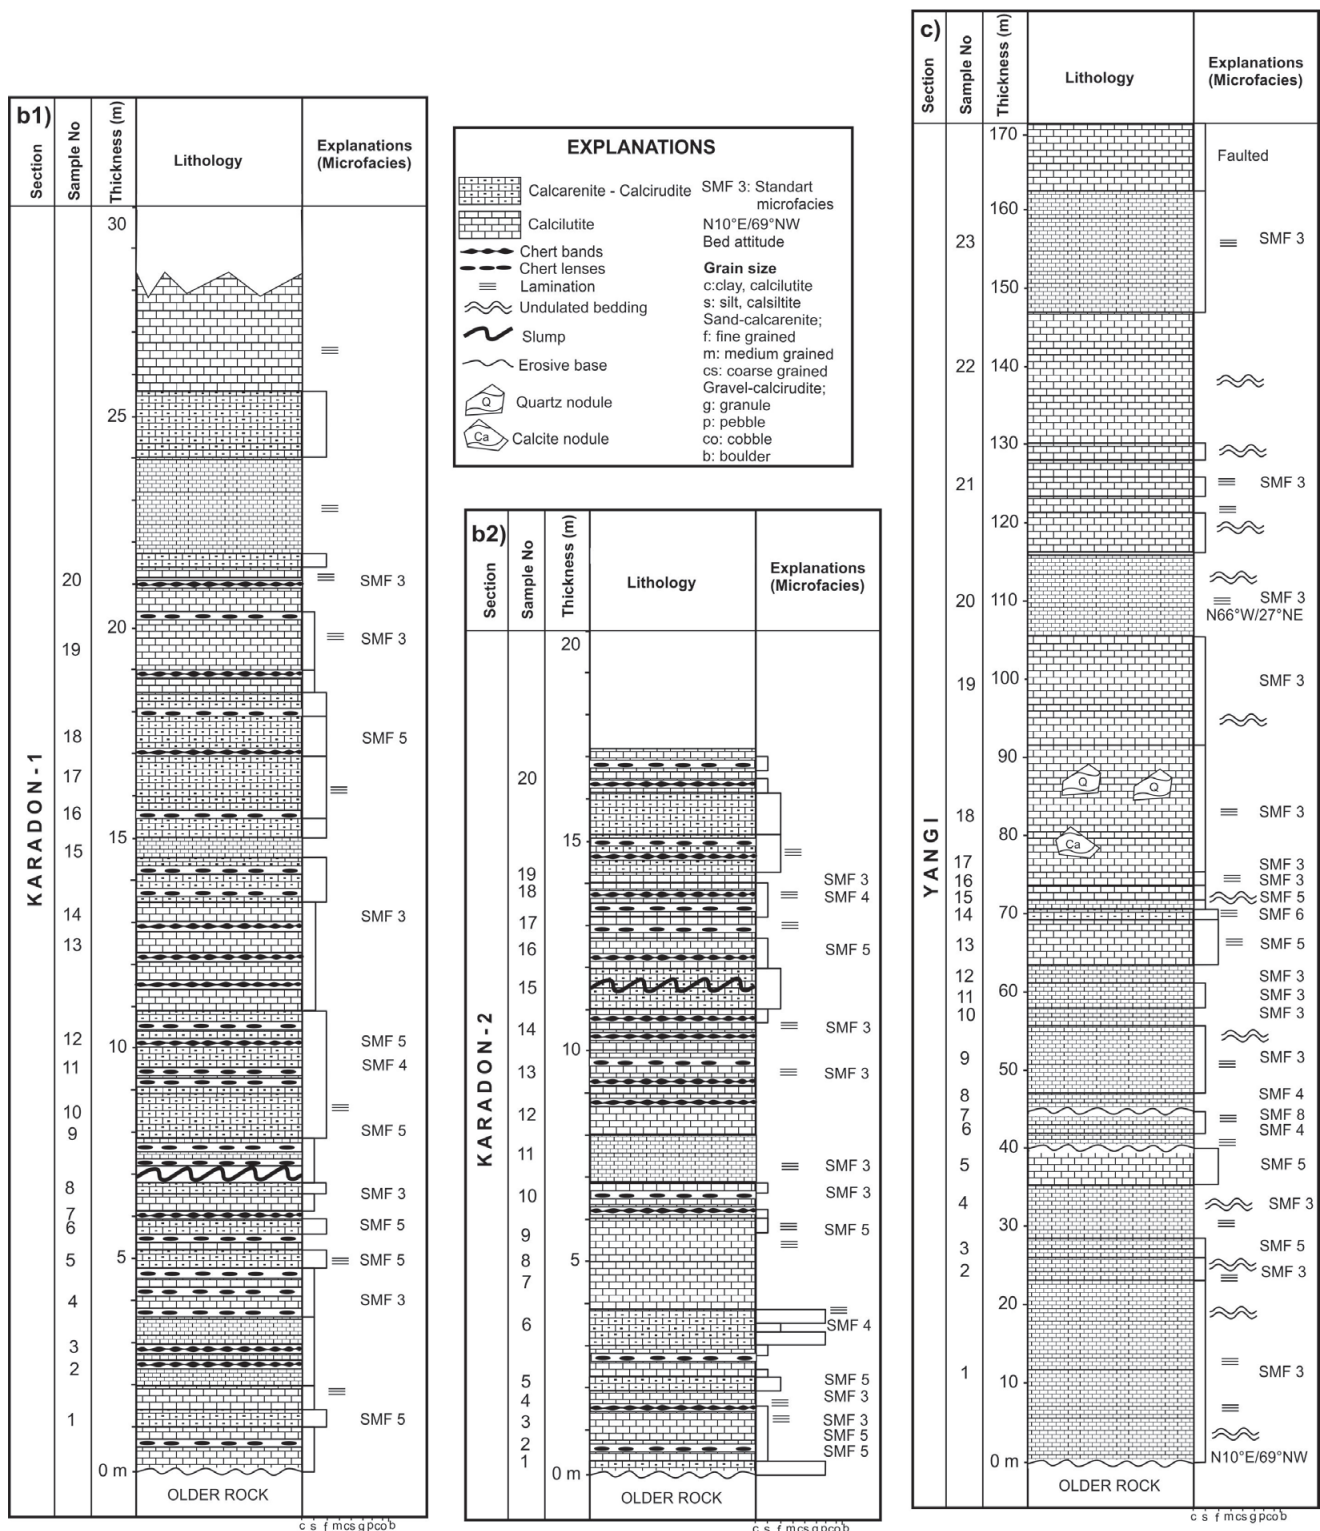 b1)
Section
Sample No
Thickness (m)
Lithology
Explanations
(Microfacies)
KARADON-1
30
25
20
15
10
5
0 m
20
19
18
17
16
15
14
13
12
11
10
9
8
7
6
5
4
3
2
1
SMF 3
SMF 3
SMF 5
SMF 3
SMF 5
SMF 4
SMF 5
SMF 3
SMF 5
SMF 5
SMF 3
SMF 5
OLDER ROCK
c s f m cs g p co b
EXPLANATIONS
Calcarenite - Calcirudite
Calcilutite
Chert bands
Chert lenses
Lamination
Undulated bedding
Slump
Erosive base
Q
Quartz nodule
Ca
Calcite nodule
SMF 3: Standart
microfacies
N10°E/69°NW
Bed attitude
Grain size
c:clay, calcilutite
s: silt, calsiltite
Sand-calcarenite;
f: fine grained
m: medium grained
cs: coarse grained
Gravel-calcirudite;
g: granule
p: pebble
co: cobble
b: boulder
b2)
Section
Sample No
Thickness (m)
Lithology
Explanations
(Microfacies)
KARADON-2
20
15
10
5
0 m
20
19
18
17
16
15
14
13
12
11
10
9
8
7
6
5
4
3
2
1
SMF 3
SMF 4
SMF 5
SMF 3
SMF 3
SMF 3
SMF 3
SMF 5
SMF 4
SMF 5
SMF 3
SMF 3
SMF 5
SMF 5
OLDER ROCK
c s f m cs g p co b
c)
Section
Sample No
Thickness (m)
Lithology
Explanations
(Microfacies)
YANGI
170
160
150
140
130
120
110
100
90
80
70
60
50
40
30
20
10
0 m
23
22
21
20
19
18
17
16
15
14
13
12
11
10
9
8
7
6
5
4
3
2
1
Q
Q
Ca
Faulted
SMF 3
SMF 3
SMF 3
N66°W/27°NE
SMF 3
SMF 3
SMF 3
SMF 3
SMF 5
SMF 6
SMF 5
SMF 3
SMF 3
SMF 3
SMF 3
SMF 4
SMF 8
SMF 4
SMF 5
SMF 3
SMF 5
SMF 3
SMF 3
N10°E/69°NW
OLDER ROCK
c s f m cs g p co b